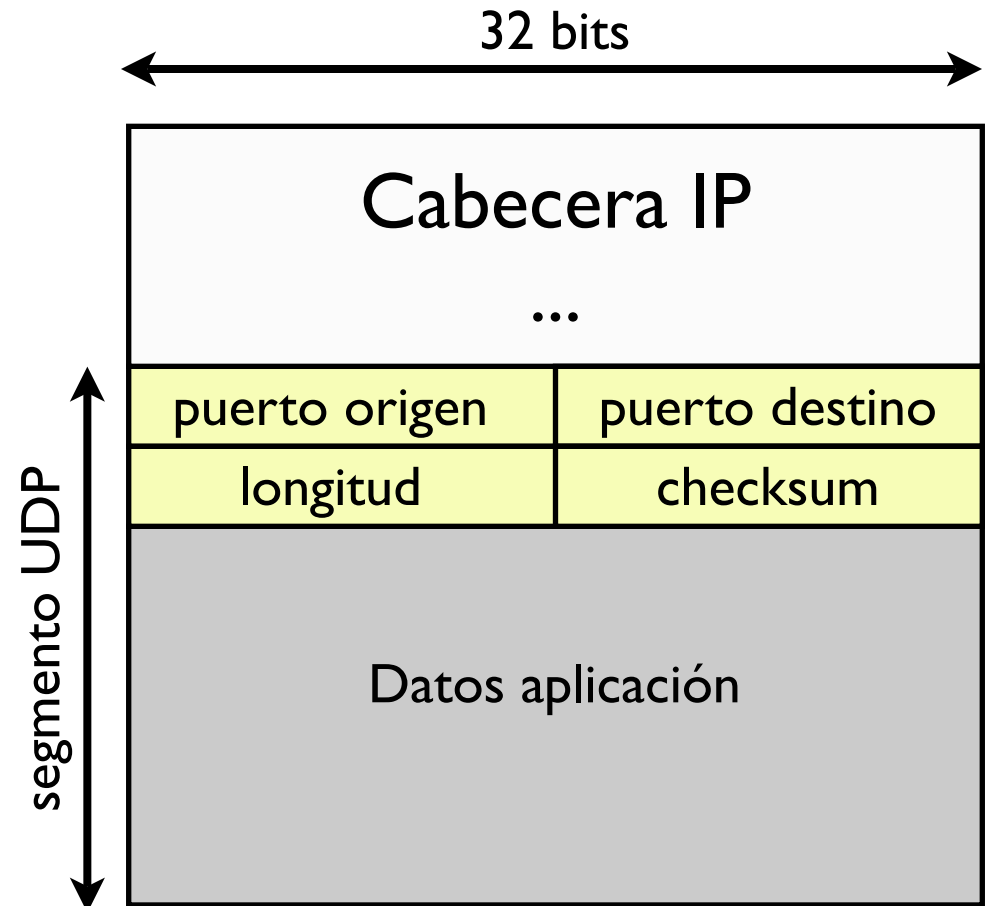 32 bits
Cabecera IP
...
puerto origen
puerto destino
longitud
checksum
segmento UDP
Datos aplicación